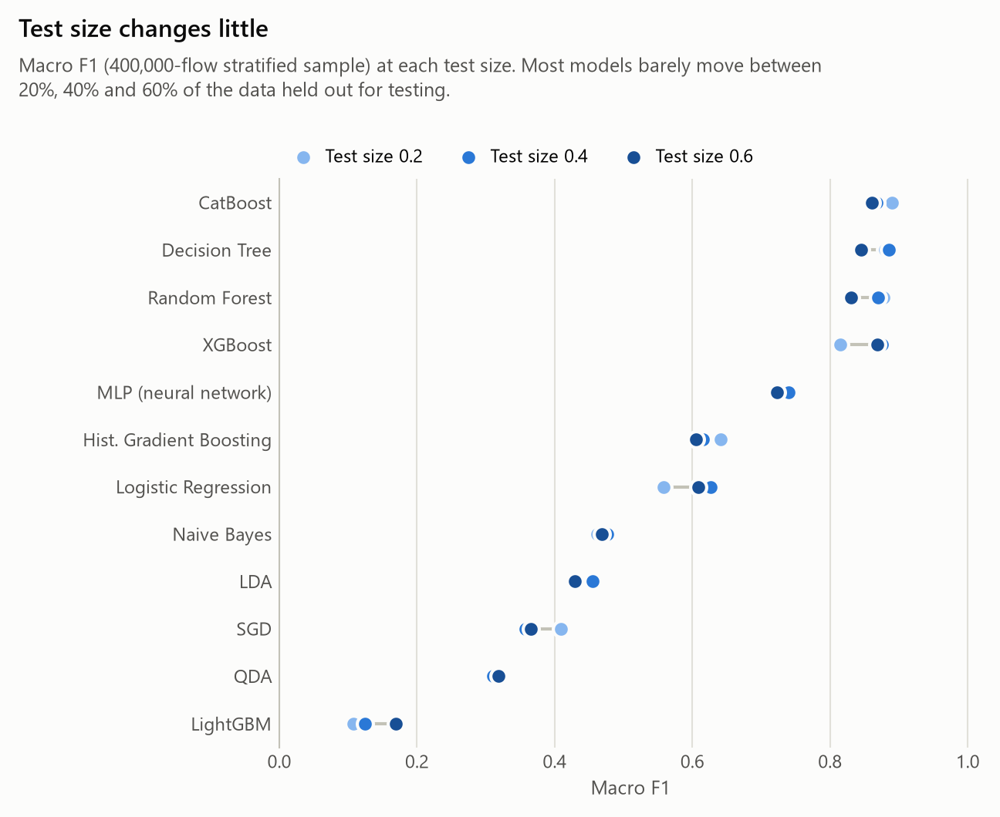 Test size changes little
Macro F1 (400,000-flow stratified sample) at each test size. Most models barely move between
20%, 40% and 60% of the data held out for testing.
Test size 0.2
Test size 0.4
Test size 0.6
CatBoost
Decision Tree
Random Forest
XGBoost
MLP (neural network)
Hist. Gradient Boosting
Logistic Regression
Naive Bayes
LDA
SGD
QDA
LightGBM
0.0
0.2
0.4
0.6
0.8
1.0
Macro F1